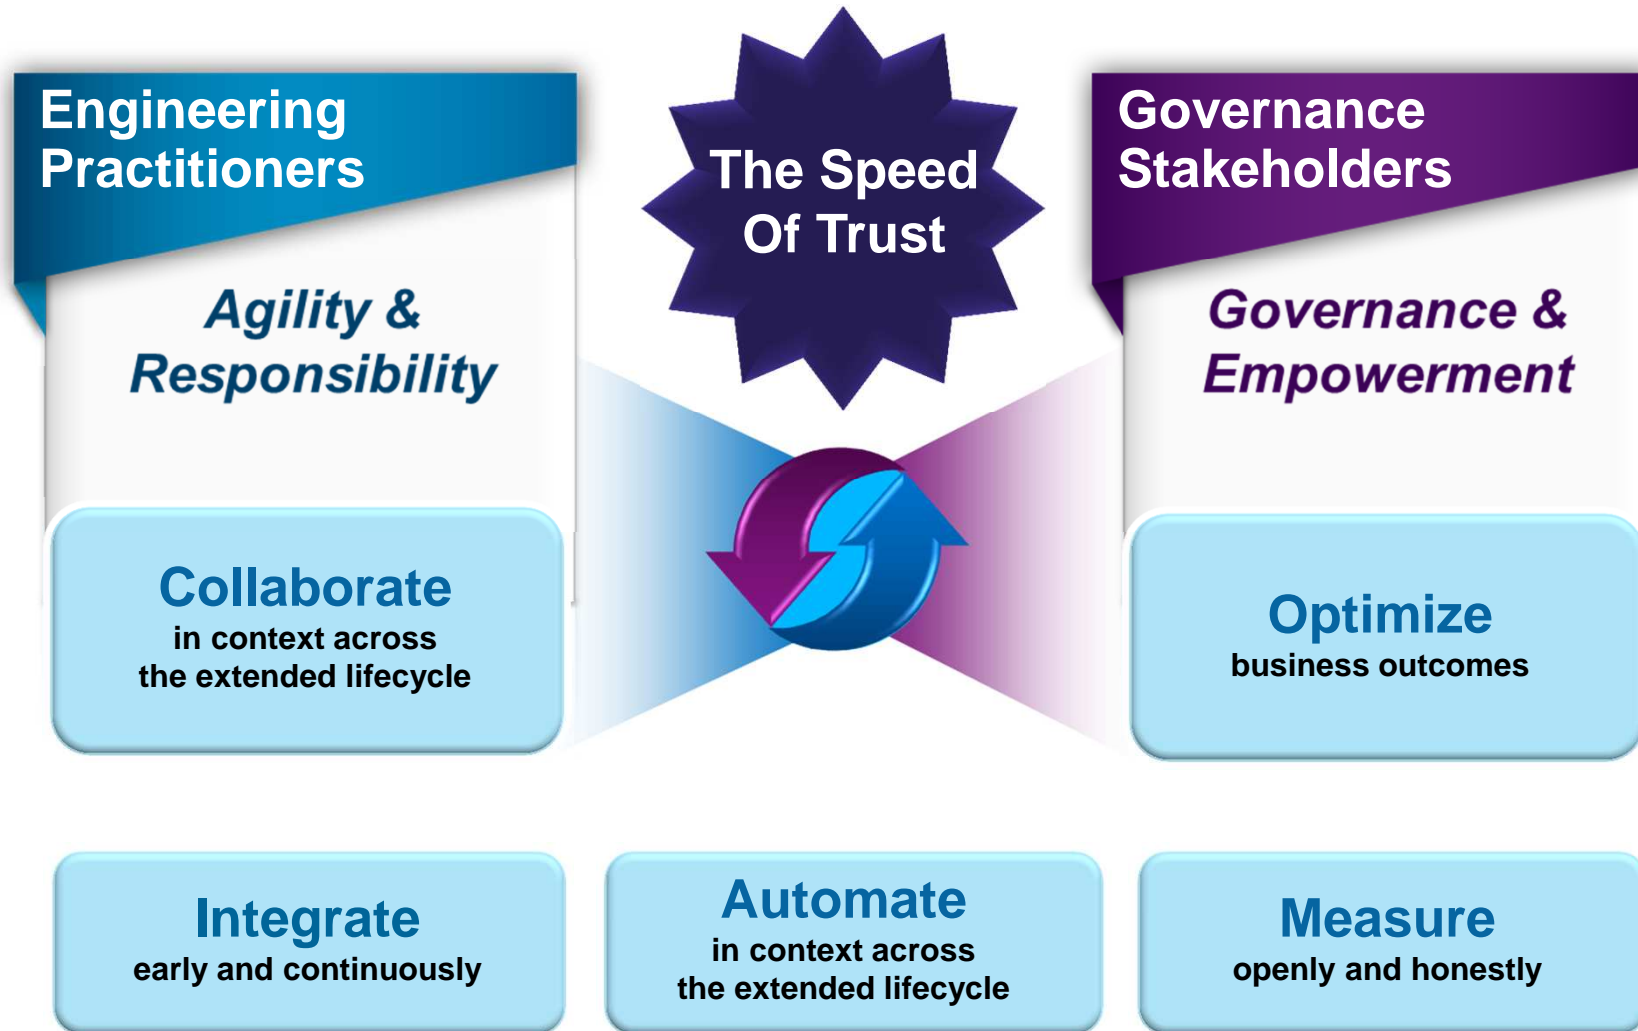 Engineering
Practitioners
The Speed
Of Trust
Governance
Stakeholders
Agility &
Responsibility
Governance &
Empowerment
Collaborate
in context across
the extended lifecycle
Optimize
business outcomes
Integrate
early and continuously
Automate
in context across
the extended lifecycle
Measure
openly and honestly